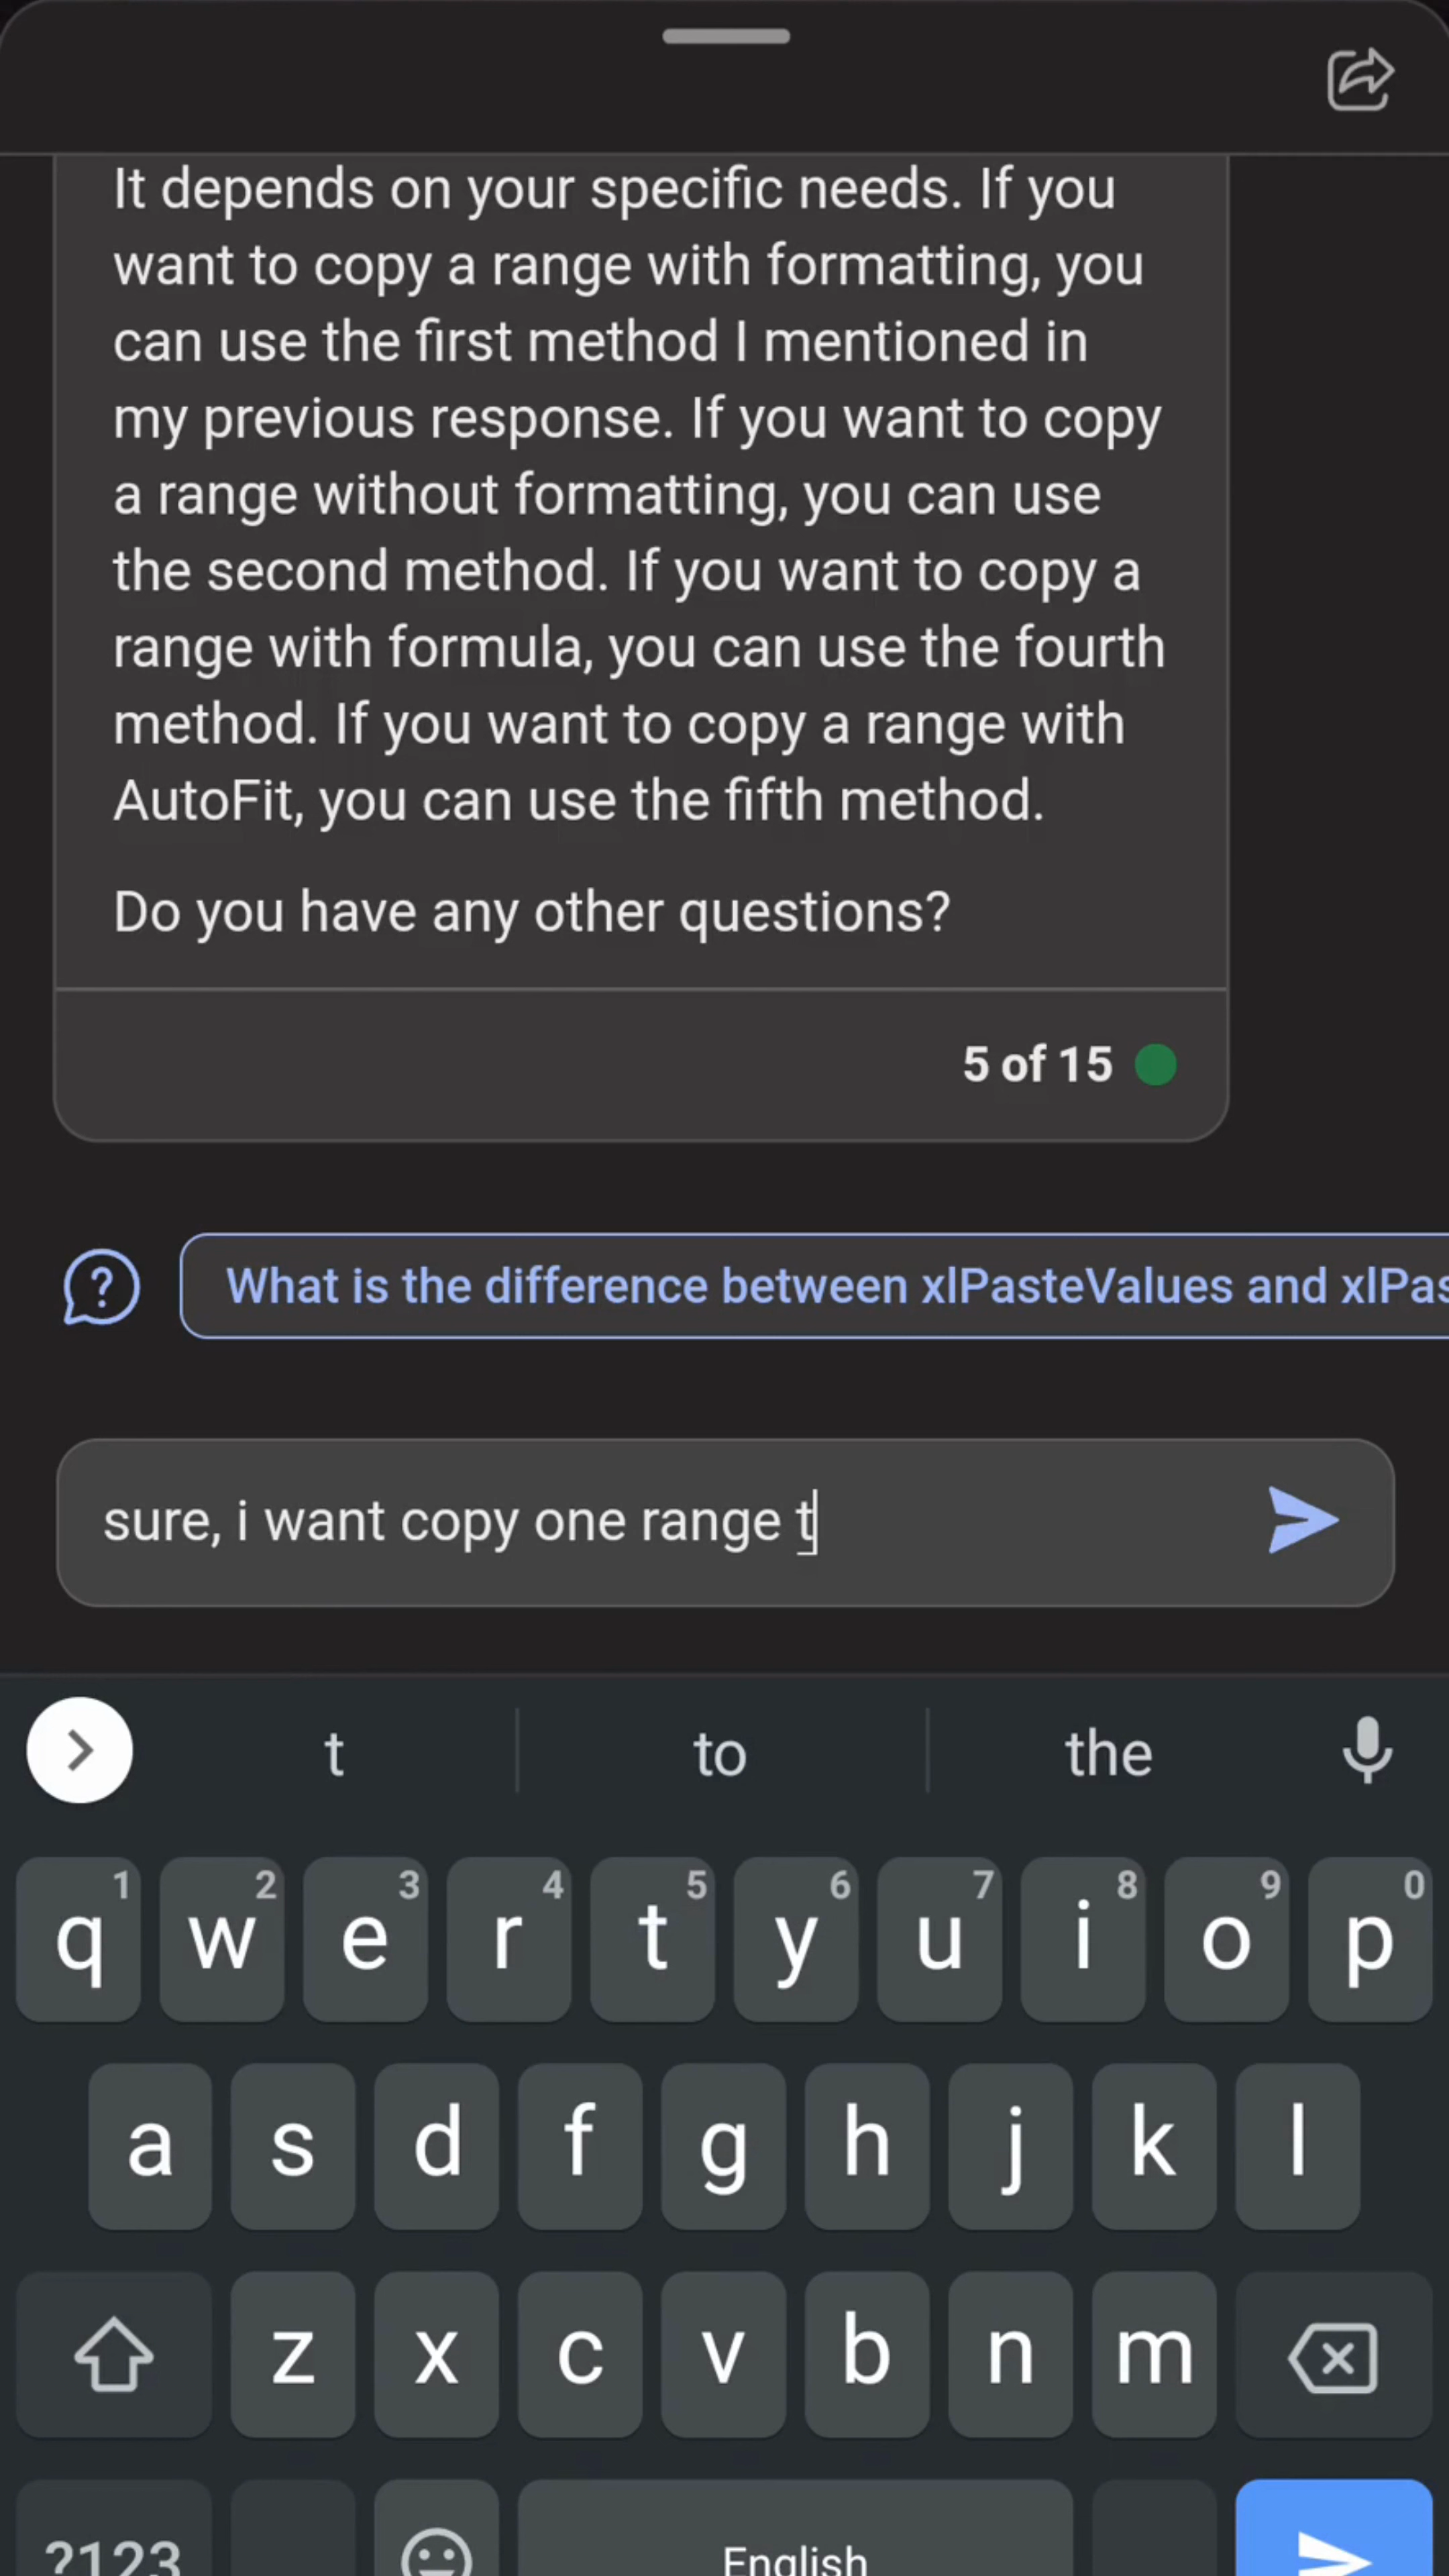 It depends on your specific needs. If you
want to copy a range with formatting, you
can use the first method I mentioned in
my previous response. If you want to copy
a range without formatting, you can use
the second method. If you want to copy a
range with formula, you can use the fourth
method. If you want to copy a range with
AutoFit, you can use the fifth method.
Do you have any other questions?
5 of 15
What is the difference between xlPasteValues and xlPas
sure, i want copy one range t
t to the
1 2 3 4 5 6 7 8 9 0
q w e r t y u i o p
a s d f g h j k l
z x c v b n m
?123 English